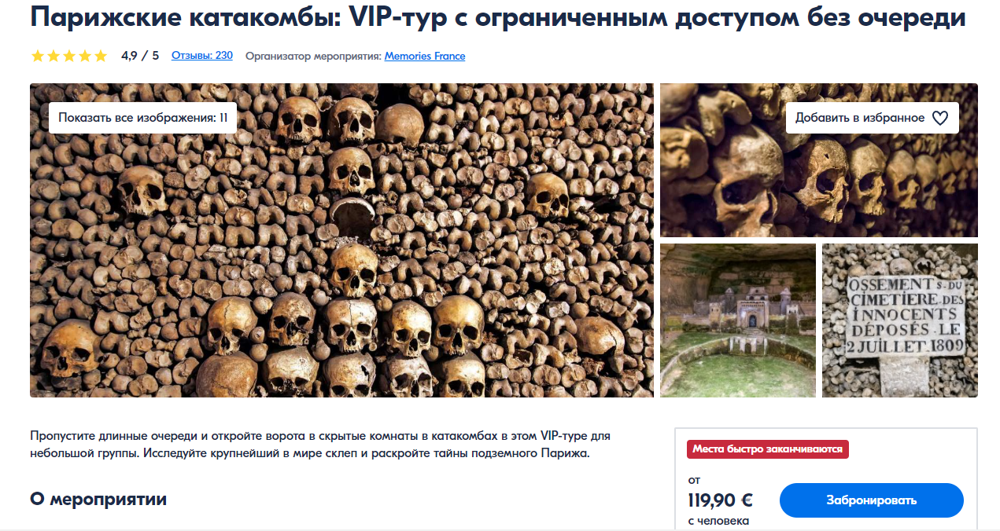 Парижские катакомбы: VIP-тур с ограниченным доступом без очереди
4,9 / 5 Отзывы: 230 Организатор мероприятия: Memories France
Показать все изображения: 11
Добавить в избранное
OSSEMENTS DU
CIMETIERE DES
INNOCENTS
DÉPOSÉS LE
2 JUILLET 1809
Пропустите длинные очереди и откройте ворота в скрытые комнаты в катакомбах в этом VIP-туре для
небольшой группы. Исследуйте крупнейший в мире склеп и раскройте тайны подземного Парижа.
О мероприятии
Места быстро заканчиваются
от
119,90 €
с человека
Забронировать